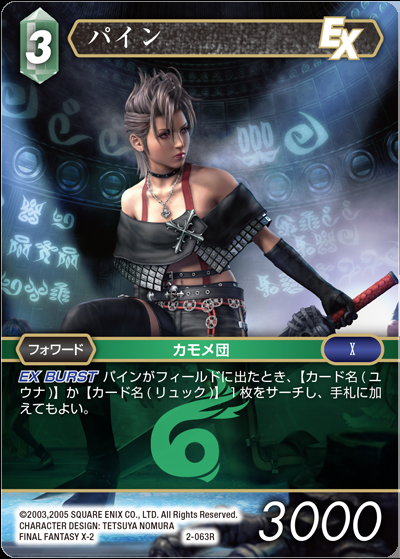 3
パイン
EX
フォワード
カモメ団
X
EX BURST パインがフィールドに出たとき、【カード名 ( ユ
ウナ )】か【カード名 ( リュック )】 1枚をサーチし、手札に加
えてもよい。
©2003,2005 SQUARE ENIX CO., LTD. All Rights Reserved.
CHARACTER DESIGN: TETSUYA NOMURA
FINAL FANTASY X-2
2-063R
3000